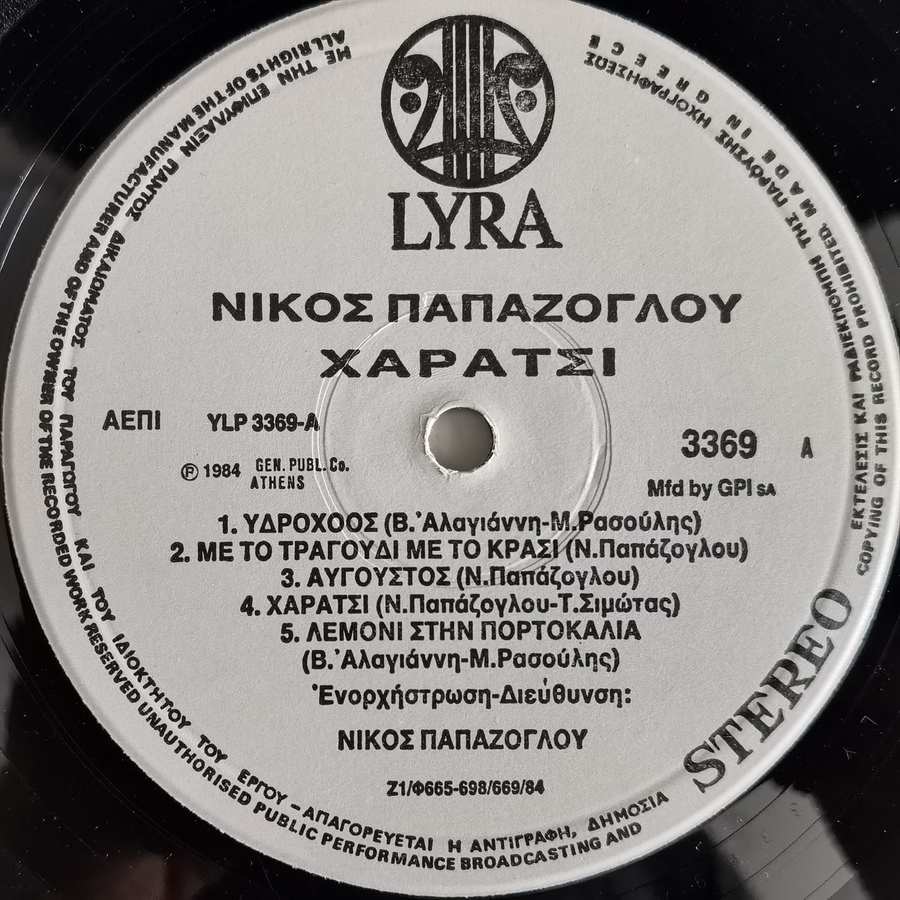 LYRA
ΝΙΚΟΣ ΠΑΠΑΖΟΓΛΟΥ
ΧΑΡΑΤΣΙ
ΑΕΠΙ YLP 3369-A
3369 A
Ⓟ 1984 GEN. PUBL. Co.
ATHENS
Mfd by GPI SA
1. ΥΔΡΟΧΟΟΣ (Β.Ἀλαγιάννη-Μ.Ρασούλης)
2. ΜΕ ΤΟ ΤΡΑΓΟΥΔΙ ΜΕ ΤΟ ΚΡΑΣΙ (Ν.Παπάζογλου)
3. ΑΥΓΟΥΣΤΟΣ (Ν.Παπάζογλου)
4. ΧΑΡΑΤΣΙ (Ν.Παπάζογλου-Τ.Σιμώτας)
5. ΛΕΜΟΝΙ ΣΤΗΝ ΠΟΡΤΟΚΑΛΙΑ
(Β.Ἀλαγιάννη-Μ.Ρασούλης)
Ἐνορχήστρωση-Διεύθυνση:
ΝΙΚΟΣ ΠΑΠΑΖΟΓΛΟΥ
Ζ1/Φ665-698/669/84
STEREO
ΜΕ ΤΗΝ ΕΠΙΦΥΛΑΞΙΝ ΠΑΝΤΟΣ ΔΙΚΑΙΩΜΑΤΟΣ ΤΟΥ ΠΑΡΑΓΩΓΟΥ ΚΑΙ ΤΟΥ ΙΔΙΟΚΤΗΤΟΥ ΤΟΥ ΕΡΓΟΥ – ΑΠΑΓΟΡΕΥΕΤΑΙ Η ΑΝΤΙΓΡΑΦΗ, ΔΗΜΟΣΙΑ ΕΚΤΕΛΕΣΙΣ ΚΑΙ ΡΑΔΙΕΚΠΟΜΠΗ ΤΗΣ ΠΑΡΟΥΣΗΣ ΗΧΟΓΡΑΦΗΣΕΩΣ
ALL RIGHTS OF THE MANUFACTURER AND OF THE OWNER OF THE RECORDED WORK RESERVED UNAUTHORISED PUBLIC PERFORMANCE BROADCASTING AND COPYING OF THIS RECORD PROHIBITED. MADE IN GREECE